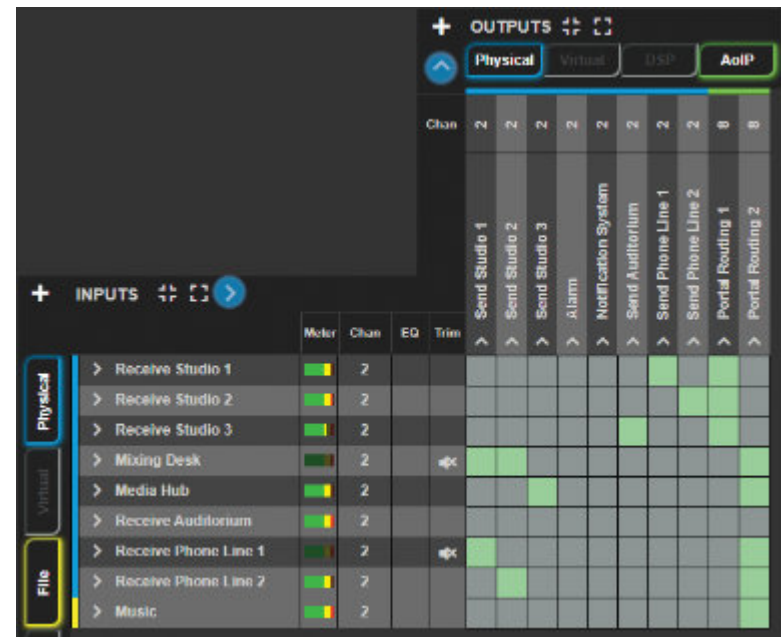 OUTPUTS
Physical Virtual DSP AoIP
Chan 2 2 2 2 2 2 2 2 8 8
Send Studio 1
Send Studio 2
Send Studio 3
Alarm
Notification System
Send Auditorium
Send Phone Line 1
Send Phone Line 2
Portal Routing 1
Portal Routing 2
INPUTS
Meter Chan EQ Trim
Physical
Virtual
File
Receive Studio 1 2
Receive Studio 2 2
Receive Studio 3 2
Mixing Desk 2
Media Hub 2
Receive Auditorium 2
Receive Phone Line 1 2
Receive Phone Line 2 2
Music 2